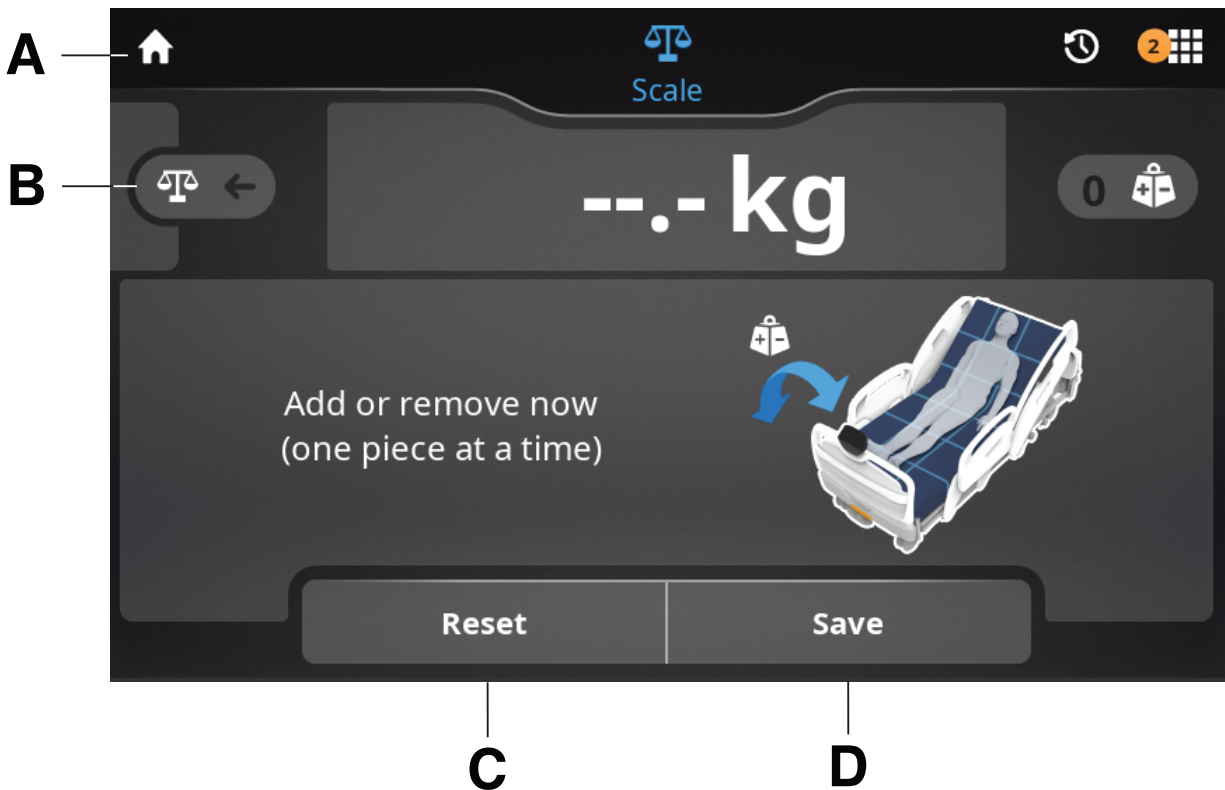 A
2
Scale
B
--.- kg
0
Add or remove now
(one piece at a time)
Reset
Save
C
D